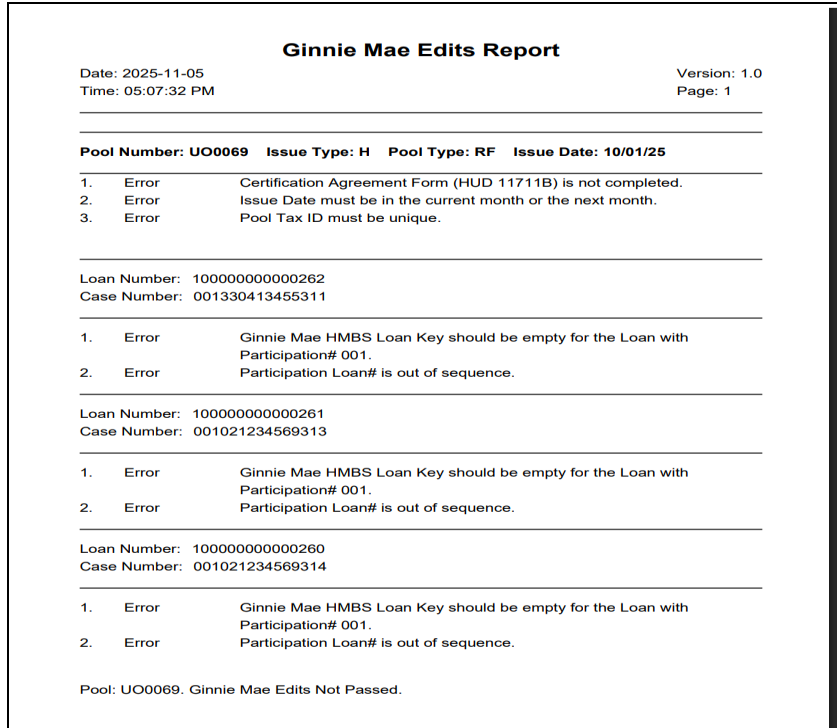 Ginnie Mae Edits Report
Date: 2025-11-05 Version: 1.0
Time: 05:07:32 PM Page: 1
Pool Number: UO0069 Issue Type: H Pool Type: RF Issue Date: 10/01/25
1. Error Certification Agreement Form (HUD 11711B) is not completed.
2. Error Issue Date must be in the current month or the next month.
3. Error Pool Tax ID must be unique.
Loan Number: 100000000000262
Case Number: 001330413455311
1. Error Ginnie Mae HMBS Loan Key should be empty for the Loan with
Participation# 001.
2. Error Participation Loan# is out of sequence.
Loan Number: 100000000000261
Case Number: 001021234569313
1. Error Ginnie Mae HMBS Loan Key should be empty for the Loan with
Participation# 001.
2. Error Participation Loan# is out of sequence.
Loan Number: 100000000000260
Case Number: 001021234569314
1. Error Ginnie Mae HMBS Loan Key should be empty for the Loan with
Participation# 001.
2. Error Participation Loan# is out of sequence.
Pool: UO0069. Ginnie Mae Edits Not Passed.